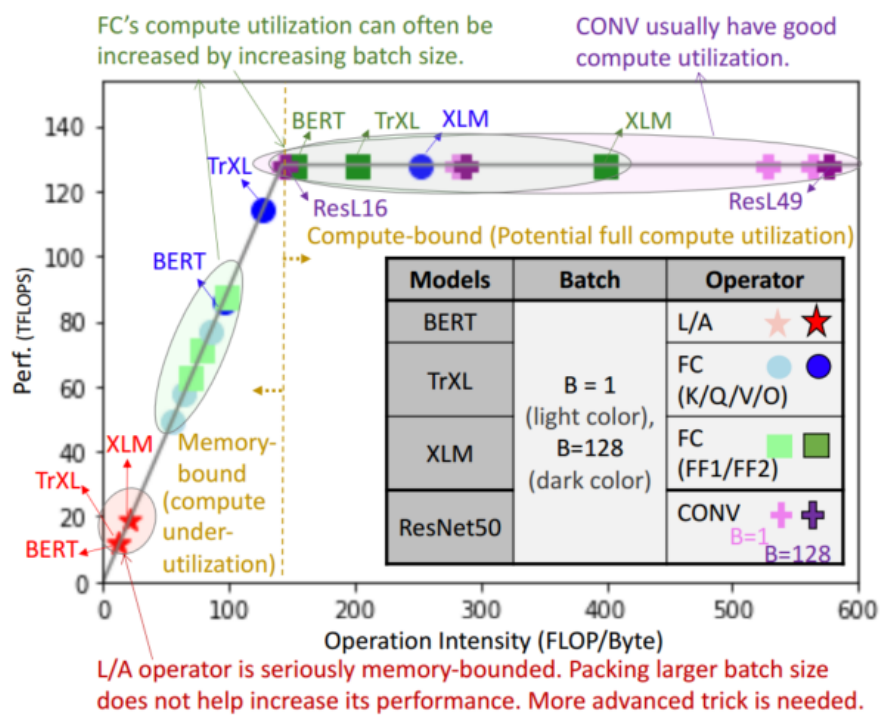 FC's compute utilization can often be
increased by increasing batch size.
CONV usually have good
compute utilization.
140
120
100
80
60
40
20
0
Perf. (TFLOPS)
BERT
TrXL
XLM
XLM
TrXL
ResL16
ResL49
BERT
Compute-bound (Potential full compute utilization)
Memory-
bound
(compute
under-
utilization)
XLM
TrXL
BERT
Models
Batch
Operator
BERT
TrXL
XLM
ResNet50
B = 1
(light color),
B=128
(dark color)
L/A
FC
(K/Q/V/O)
FC
(FF1/FF2)
CONV
B=1
B=128
0 100 200 300 400 500 600
Operation Intensity (FLOP/Byte)
L/A operator is seriously memory-bounded. Packing larger batch size
does not help increase its performance. More advanced trick is needed.